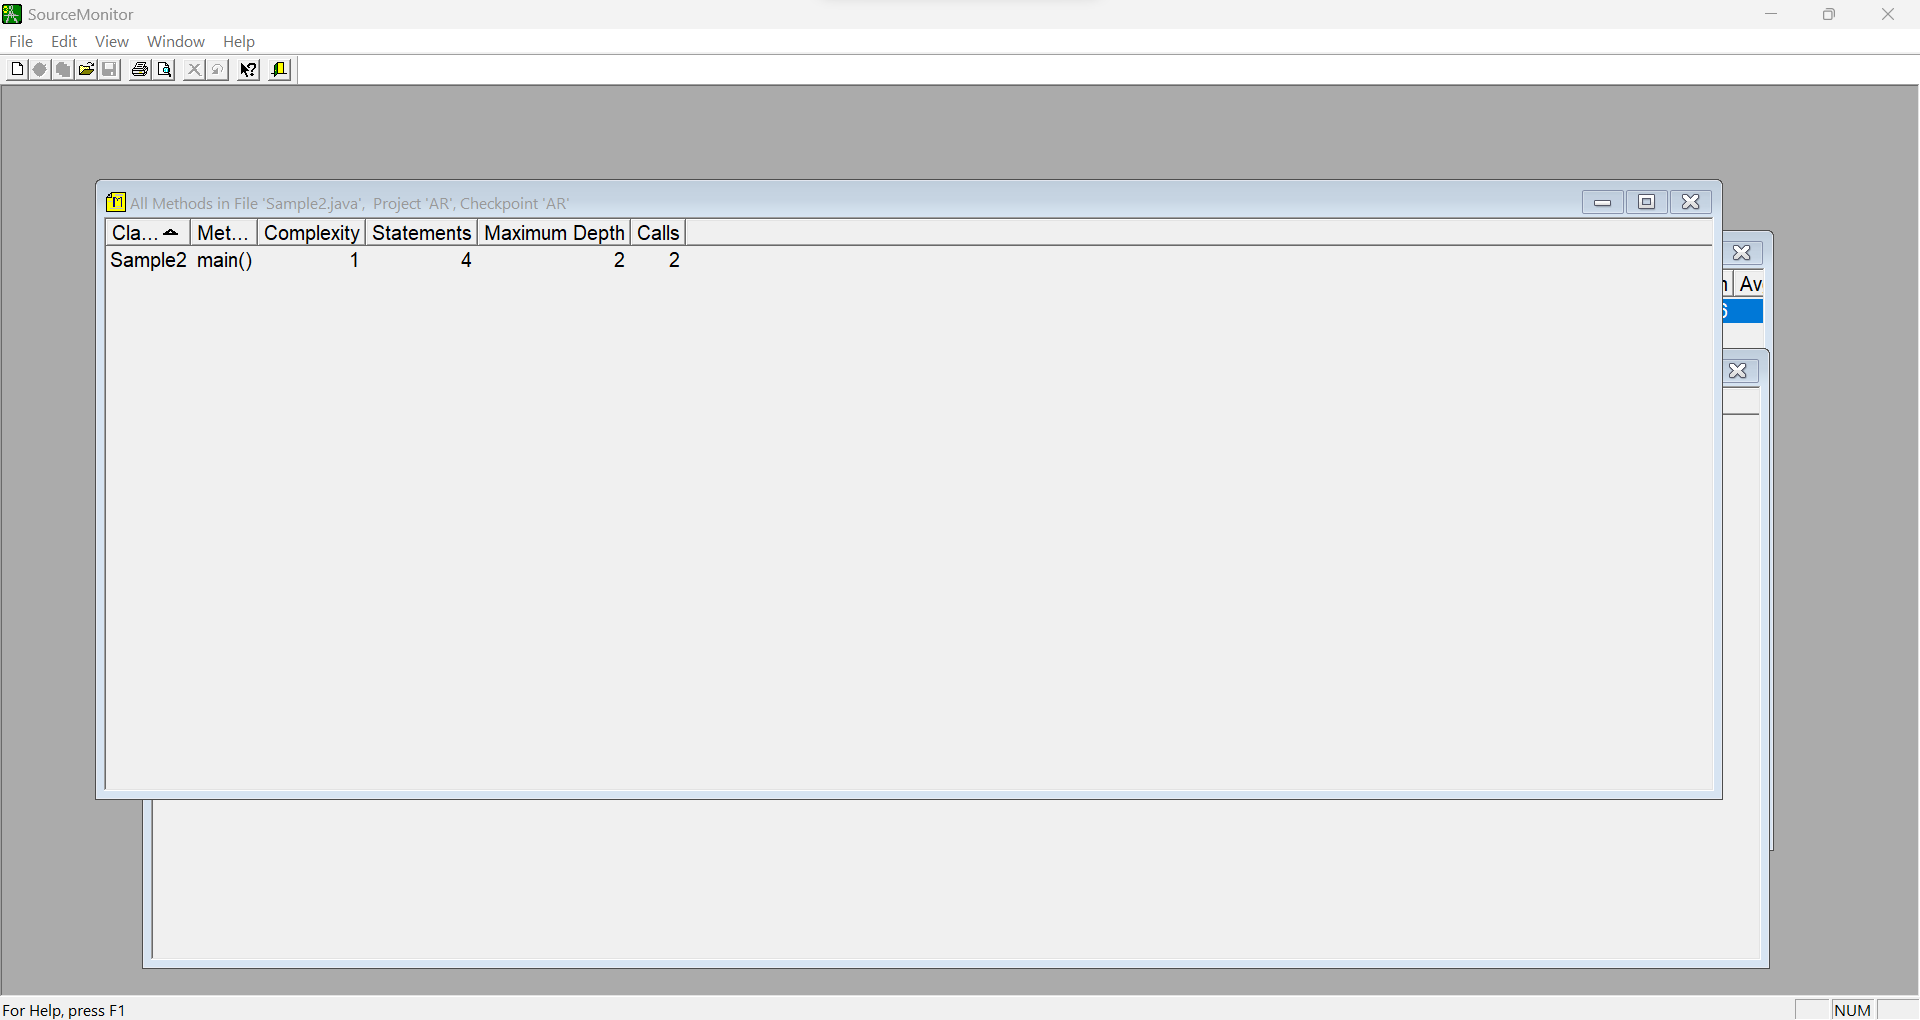 SourceMonitor
File Edit View Window Help
All Methods in File 'Sample2.java', Project 'AR', Checkpoint 'AR'
Cla... Met... Complexity Statements Maximum Depth Calls
Sample2 main() 1 4 2 2
Av
For Help, press F1
NUM